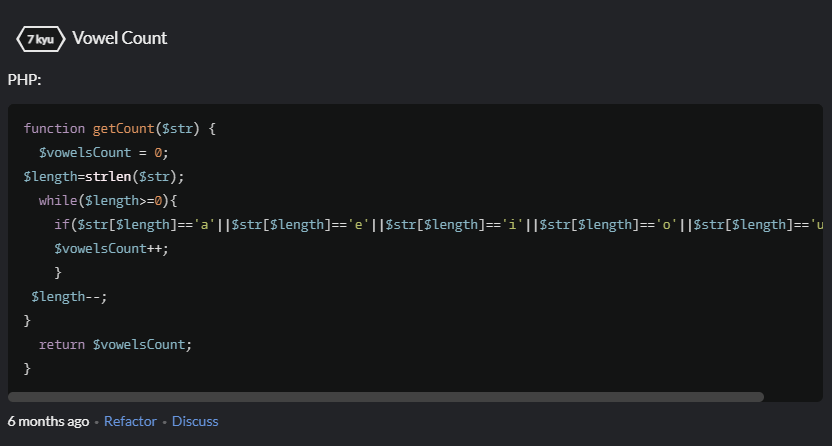 7 kyu Vowel Count
PHP:
function getCount($str) {
$vowelsCount = 0;
$length=strlen($str);
while($length>=0){
if($str[$length]=='a'||$str[$length]=='e'||$str[$length]=='i'||$str[$length]=='o'||$str[$length]=='u
$vowelsCount++;
}
$length--;
}
return $vowelsCount;
}
6 months ago • Refactor • Discuss